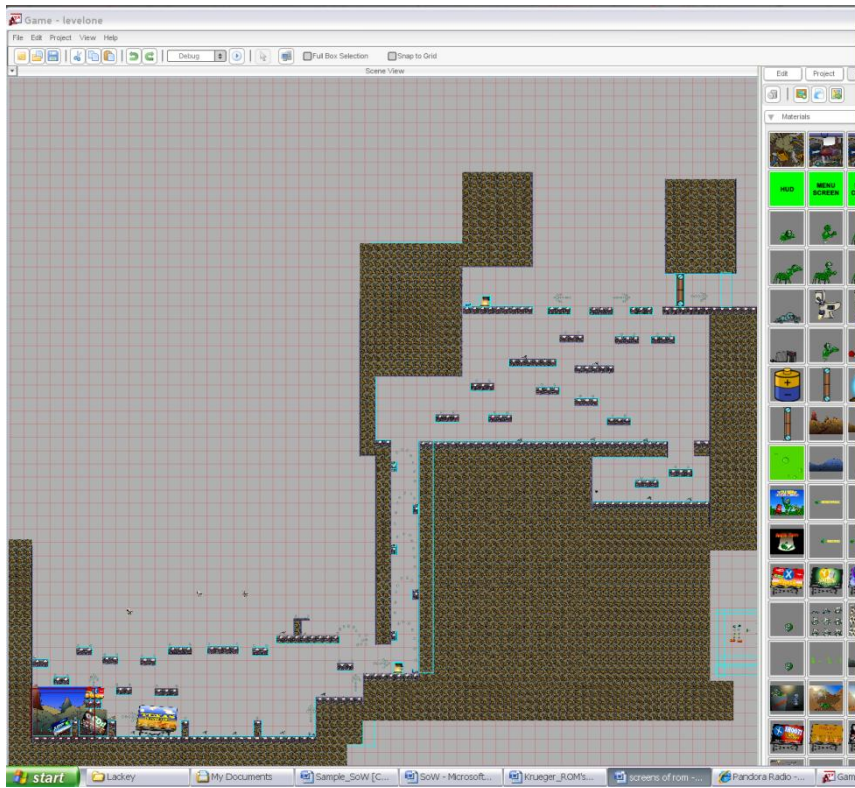 Game - levelone
File Edit Project View Help
Debug Full Box Selection Snap to Grid
Scene View
Edit Project
Materials
HUD MENU SCREEN
start Lackey My Documents Sample_SoW [C... SoW - Microsoft... Krueger_ROM's... screens of rom -... Pandora Radio -... Gam